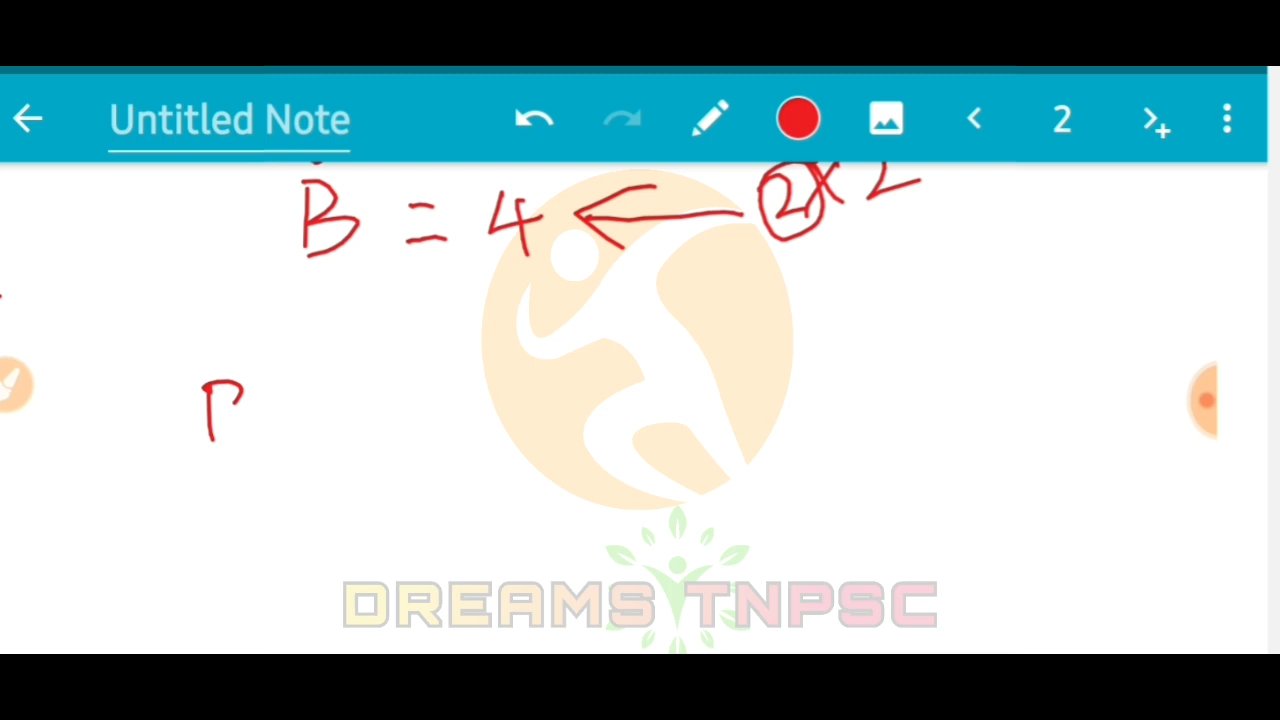 Untitled Note
2
B = 4 ← 2 x 2
DREAMS TNPSC